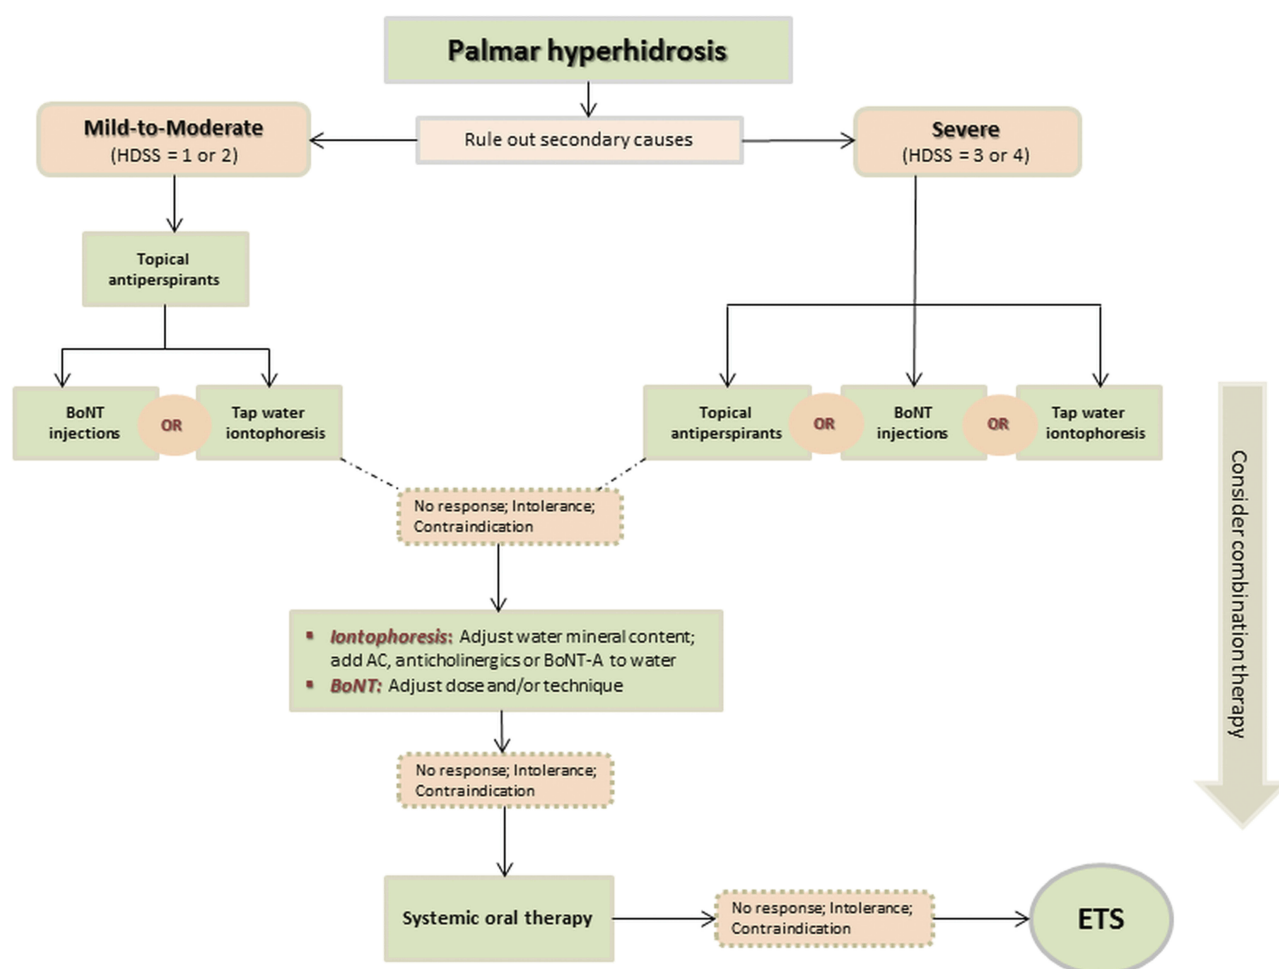 Palmar hyperhidrosis
Mild-to-Moderate
(HDSS = 1 or 2)
Rule out secondary causes
Severe
(HDSS = 3 or 4)
Topical
antiperspirants
BoNT
injections
OR
Tap water
iontophoresis
Topical
antiperspirants
OR
BoNT
injections
OR
Tap water
iontophoresis
No response; Intolerance;
Contraindication
▪ Iontophoresis: Adjust water mineral content;
add AC, anticholinergics or BoNT-A to water
▪ BoNT: Adjust dose and/or technique
Consider combination therapy
No response; Intolerance;
Contraindication
Systemic oral therapy
No response; Intolerance;
Contraindication
ETS